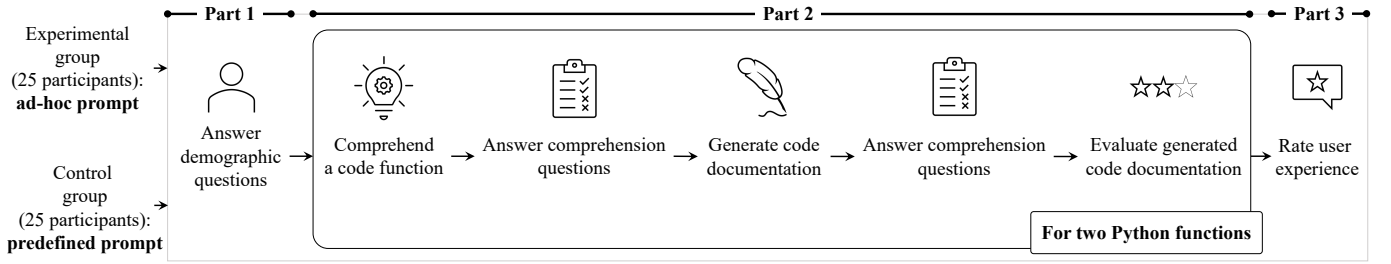 Part 1
Part 2
Part 3
Experimental
group
(25 participants):
ad-hoc prompt
Control
group
(25 participants):
predefined prompt
Answer
demographic
questions
Comprehend
a code function
Answer comprehension
questions
Generate code
documentation
Answer comprehension
questions
Evaluate generated
code documentation
Rate user
experience
For two Python functions